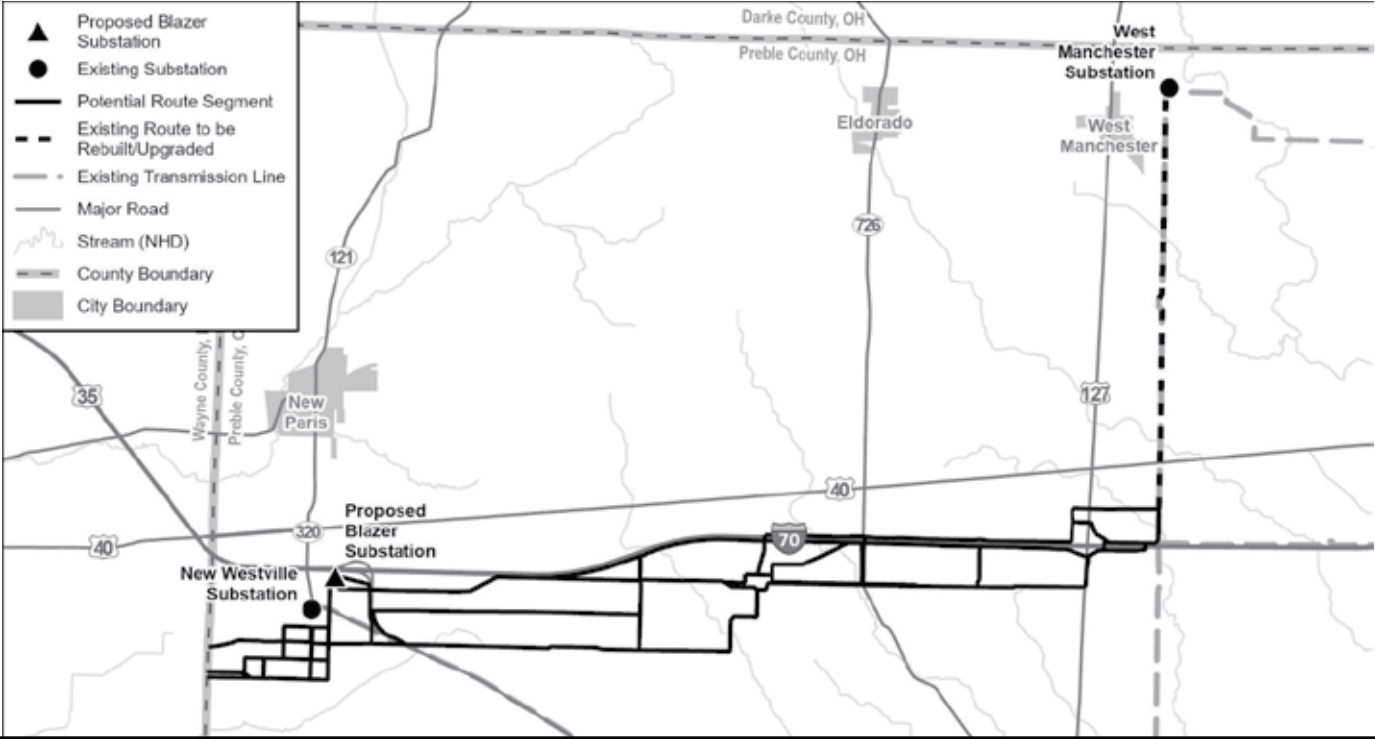 Proposed Blazer
Substation
Existing Substation
Potential Route Segment
Existing Route to be
Rebuilt/Upgraded
Existing Transmission Line
Major Road
Stream (NHD)
County Boundary
City Boundary
Darke County, OH
Preble County, OH
West
Manchester
Substation
Eldorado
West
Manchester
726
121
127
35
Wayne County,
Preble County,
New
Paris
40
Proposed
Blazer
Substation
320
40
70
New Westville
Substation